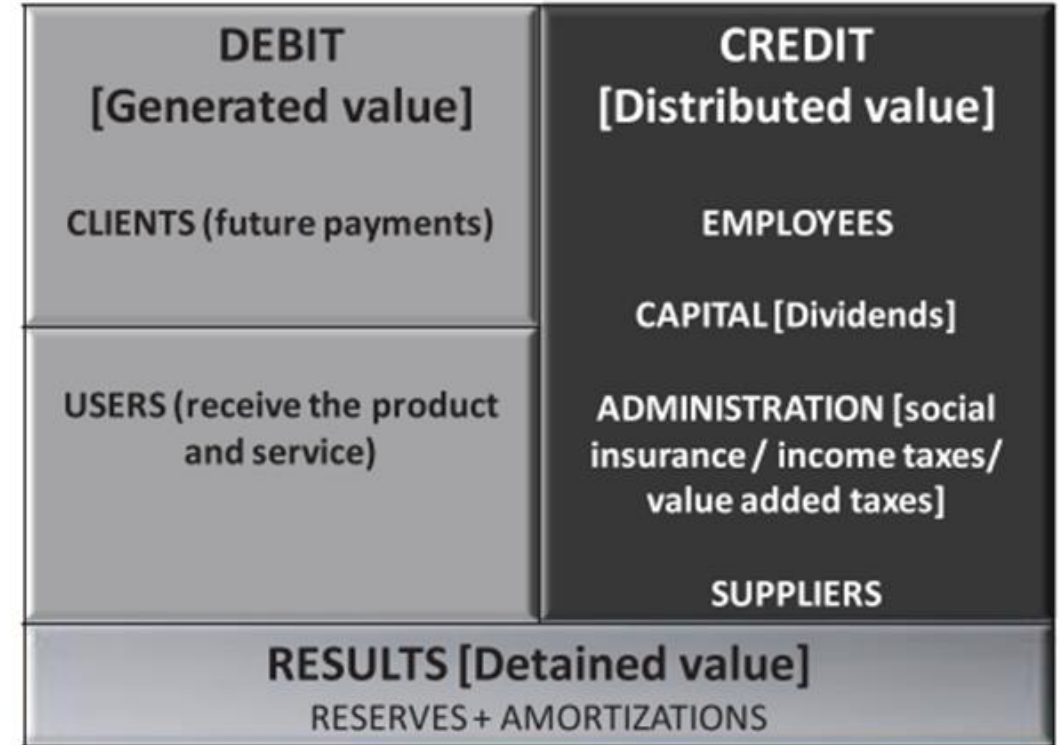 DEBIT
[Generated value]
CLIENTS (future payments)
USERS (receive the product
and service)
CREDIT
[Distributed value]
EMPLOYEES
CAPITAL [Dividends]
ADMINISTRATION [social
insurance / income taxes/
value added taxes]
SUPPLIERS
RESULTS [Detained value]
RESERVES + AMORTIZATIONS